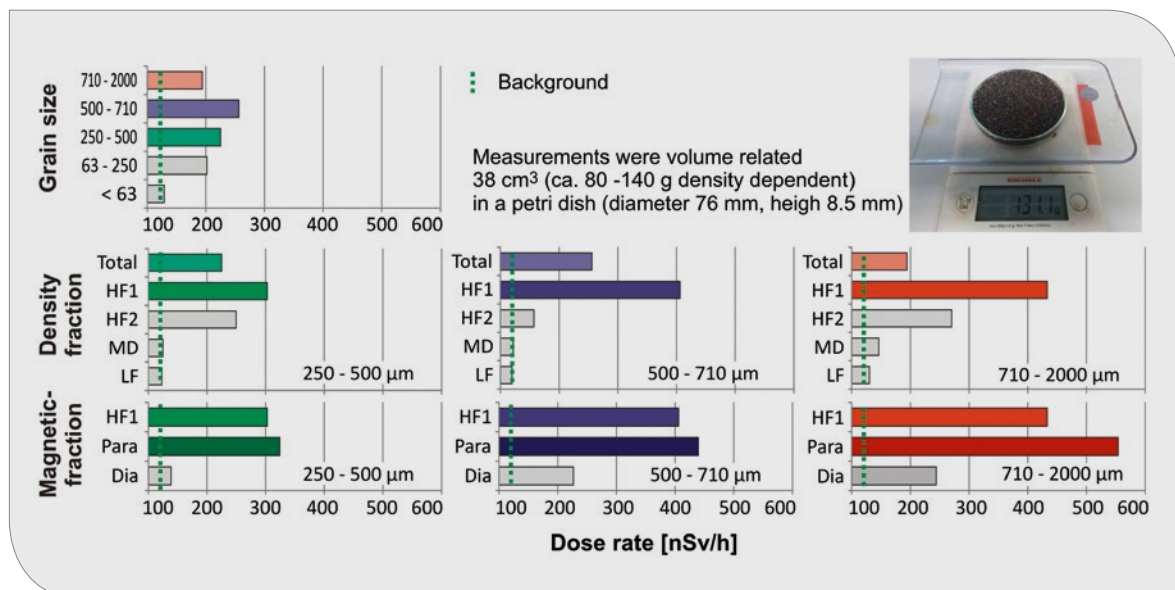 Grain size
710 - 2000
500 - 710
250 - 500
63 - 250
< 63
100 200 300 400 500 600
Background
Measurements were volume related
38 cm³ (ca. 80 -140 g density dependent)
in a petri dish (diameter 76 mm, heigh 8.5 mm)
131.1g
Density
fraction
Total
HF1
HF2
MD
LF
250 - 500 µm
Total
HF1
HF2
MD
LF
500 - 710 µm
Total
HF1
HF2
MD
LF
710 - 2000 µm
Magnetic-
fraction
HF1
Para
Dia
250 - 500 µm
100 200 300 400 500 600
HF1
Para
Dia
500 - 710 µm
100 200 300 400 500 600
HF1
Para
Dia
710 - 2000 µm
100 200 300 400 500 600
Dose rate [nSv/h]